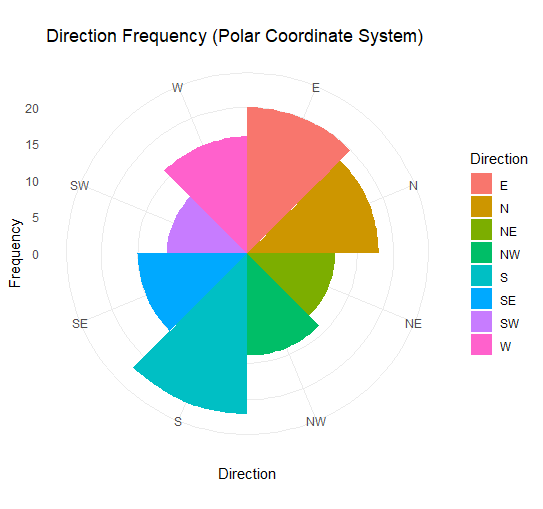 Direction Frequency (Polar Coordinate System)
W
E
20
15
10
5
0
SW
N
SE
NE
S
NW
Frequency
Direction
Direction
E
N
NE
NW
S
SE
SW
W